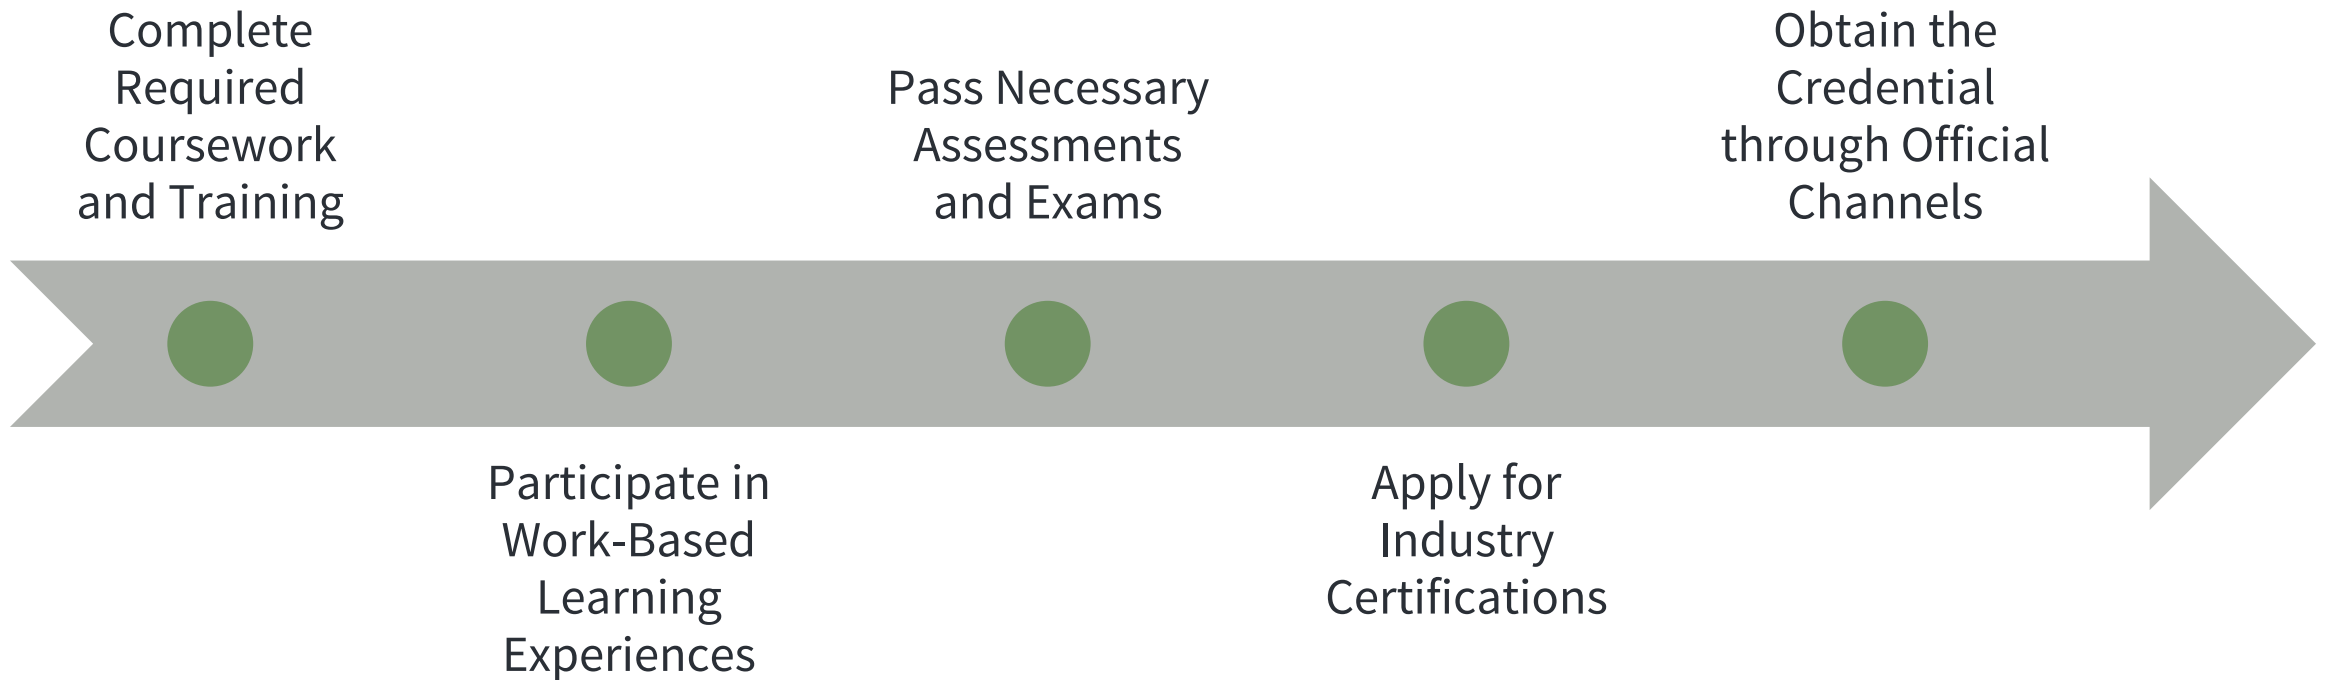 Complete
Required
Coursework
and Training
Participate in
Work-Based
Learning
Experiences
Pass Necessary
Assessments
and Exams
Apply for
Industry
Certifications
Obtain the
Credential
through Official
Channels